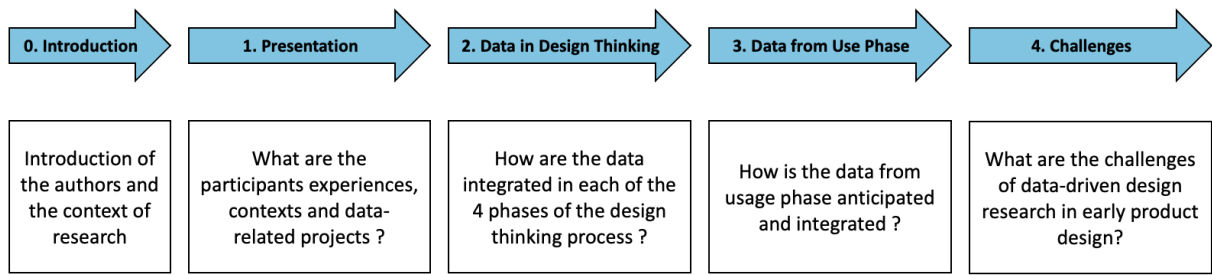 0. Introduction
1. Presentation
2. Data in Design Thinking
3. Data from Use Phase
4. Challenges
Introduction of
the authors and
the context of
research
What are the
participants experiences,
contexts and data-
related projects ?
How are the data
integrated in each of the
4 phases of the design
thinking process ?
How is the data from
usage phase anticipated
and integrated ?
What are the challenges
of data-driven design
research in early product
design?